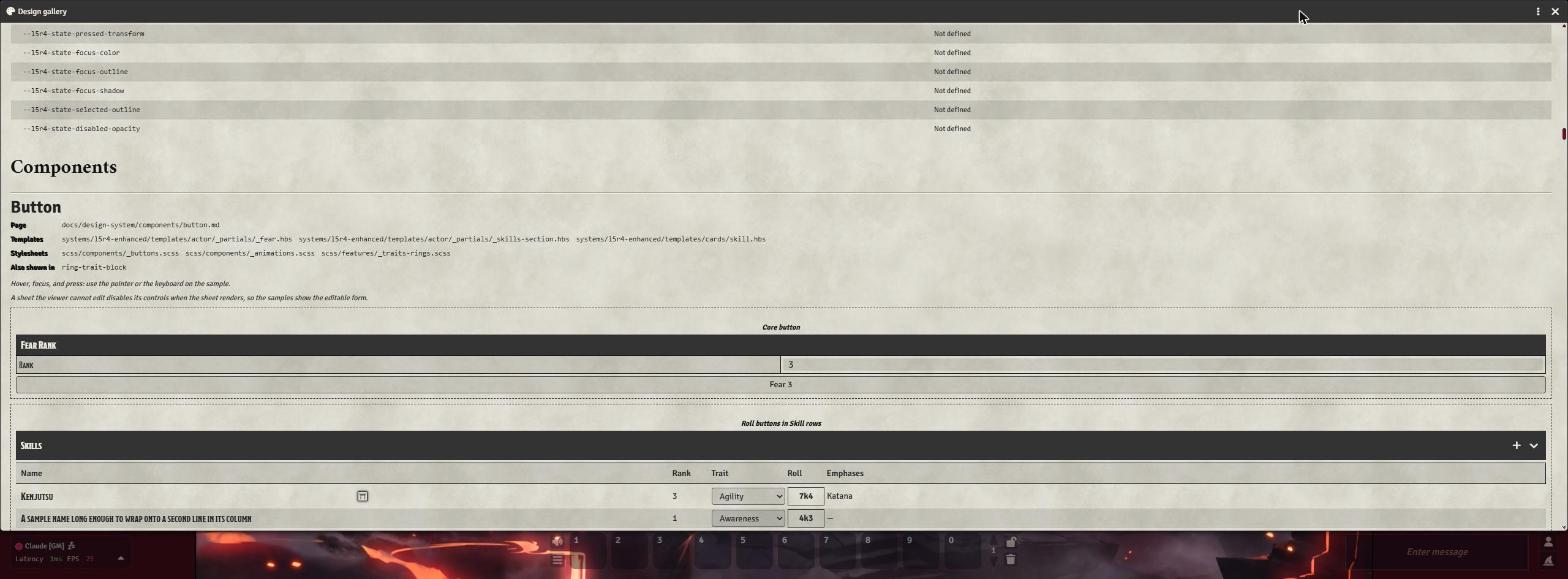 Design gallery
--l5r4-state-pressed-transform Not defined
--l5r4-state-focus-color Not defined
--l5r4-state-focus-outline Not defined
--l5r4-state-focus-shadow Not defined
--l5r4-state-selected-outline Not defined
--l5r4-state-disabled-opacity Not defined
Components
Button
Page docs/design-system/components/button.md
Templates systems/l5r4-enhanced/templates/actor/_partials/_fear.hbs systems/l5r4-enhanced/templates/actor/_partials/_skills-section.hbs systems/l5r4-enhanced/templates/cards/skill.hbs
Stylesheets scss/components/_buttons.scss scss/components/_animations.scss scss/features/_traits-rings.scss
Also shown in ring-trait-block
Hover, focus, and press: use the pointer or the keyboard on the sample.
A sheet the viewer cannot edit disables its controls when the sheet renders, so the samples show the editable form.
Core button
Fear Rank
Rank 3
Fear 3
Roll buttons in Skill rows
Skills
Name Rank Trait Roll Emphases
Kenjutsu 3 Agility 7k4 Katana
A sample name long enough to wrap onto a second line in its column 1 Awareness 4k3 —
Claude [GM]
Latency 3ms FPS 25
1 2 3 4 5 6 7 8 9 0
1
Enter message